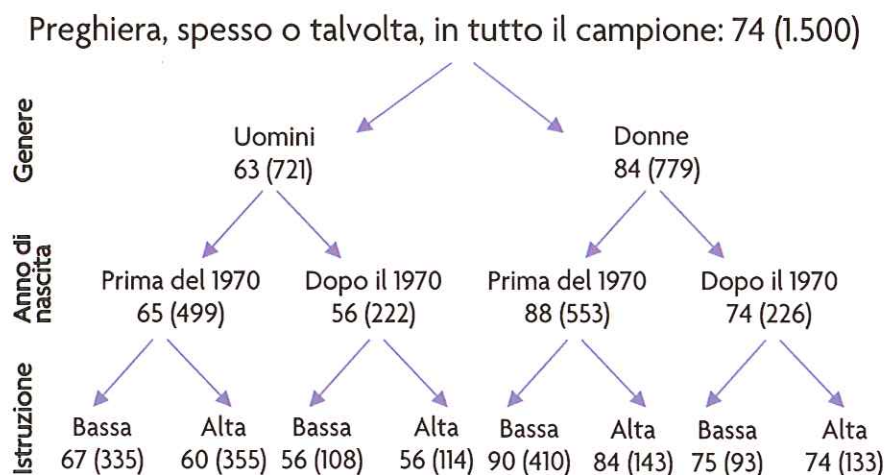 Preghiera, spesso o talvolta, in tutto il campione: 74 (1.500)
Genere
Uomini
63 (721)
Donne
84 (779)
Anno di
nascita
Prima del 1970
65 (499)
Dopo il 1970
56 (222)
Prima del 1970
88 (553)
Dopo il 1970
74 (226)
Istruzione
Bassa
67 (335)
Alta
60 (355)
Bassa
56 (108)
Alta
56 (114)
Bassa
90 (410)
Alta
84 (143)
Bassa
75 (93)
Alta
74 (133)